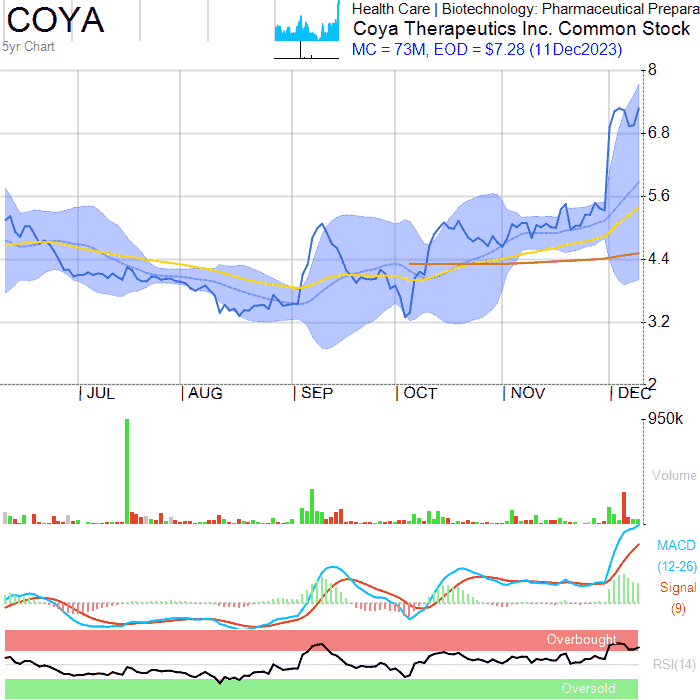 COYA
5yr Chart
Health Care | Biotechnology: Pharmaceutical Prepara
Coya Therapeutics Inc. Common Stock
MC = 73M, EOD = $7.28 (11Dec2023)
8
6.8
5.6
4.4
3.2
2
| JUL | AUG | SEP | OCT | NOV | DEC
950k
Volume
MACD
(12-26)
Signal
(9)
Overbought
RSI(14)
Oversold